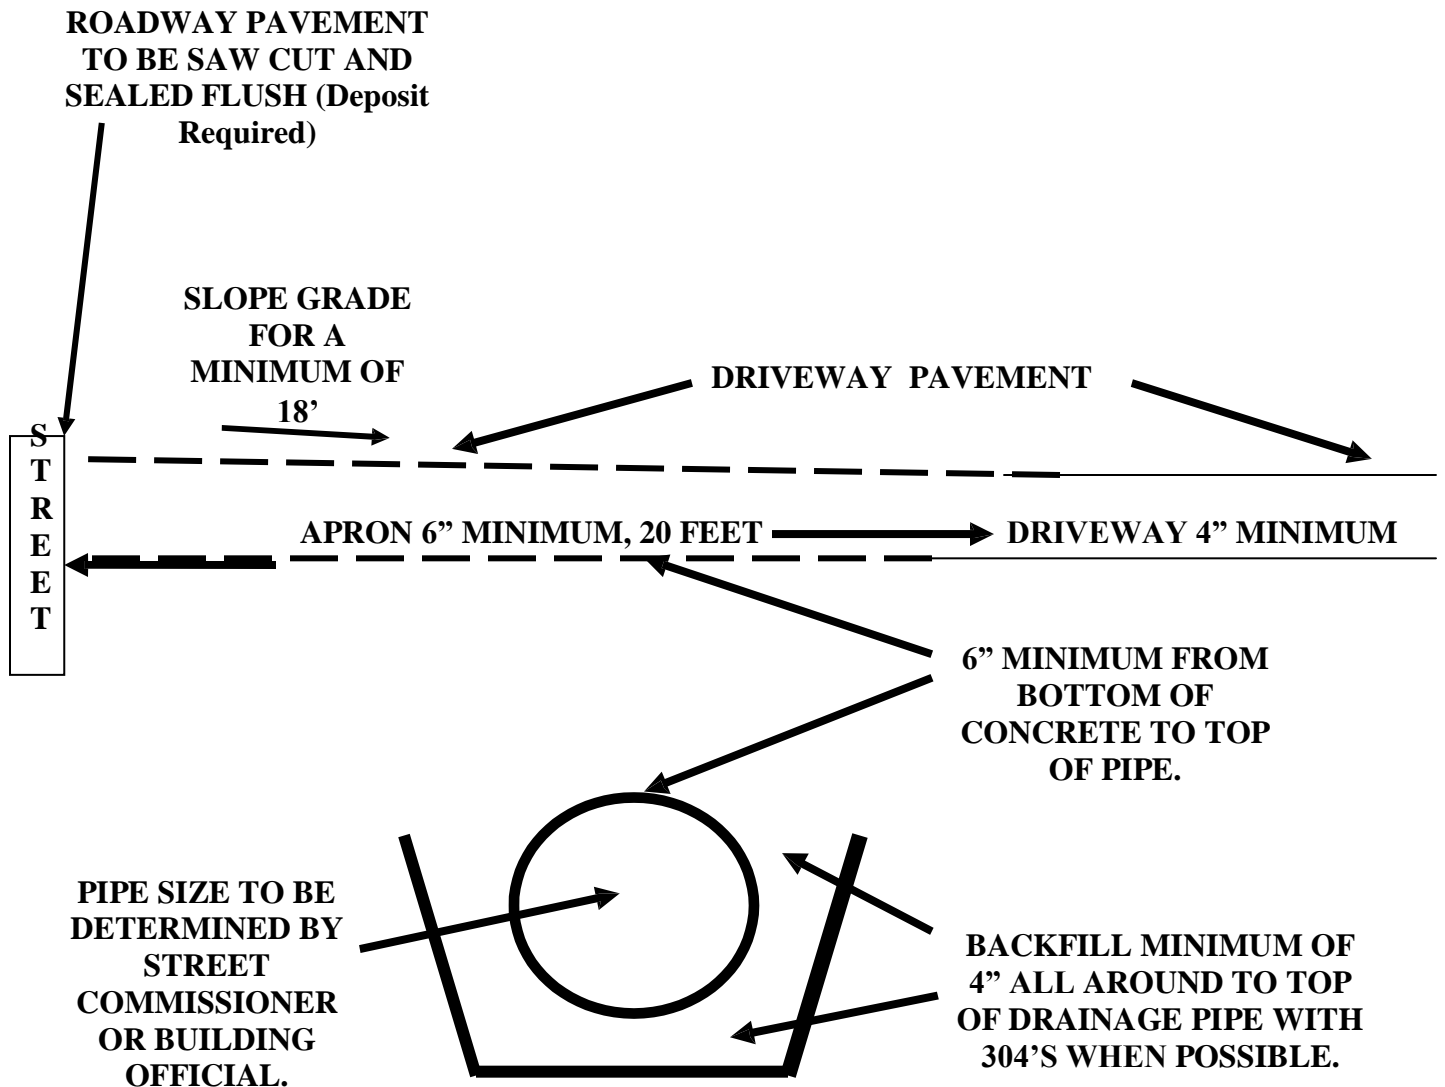 ROADWAY PAVEMENT
TO BE SAW CUT AND
SEALED FLUSH (Deposit
Required)
SLOPE GRADE
FOR A
MINIMUM OF
18’
DRIVEWAY  PAVEMENT
S
T
R
E
E
T
APRON 6” MINIMUM, 20 FEET
DRIVEWAY 4” MINIMUM
6” MINIMUM FROM
BOTTOM OF
CONCRETE TO TOP
OF PIPE.
PIPE SIZE TO BE
DETERMINED BY
STREET
COMMISSIONER
OR BUILDING
OFFICIAL.
BACKFILL MINIMUM OF
4” ALL AROUND TO TOP
OF DRAINAGE PIPE WITH
304’S WHEN POSSIBLE.